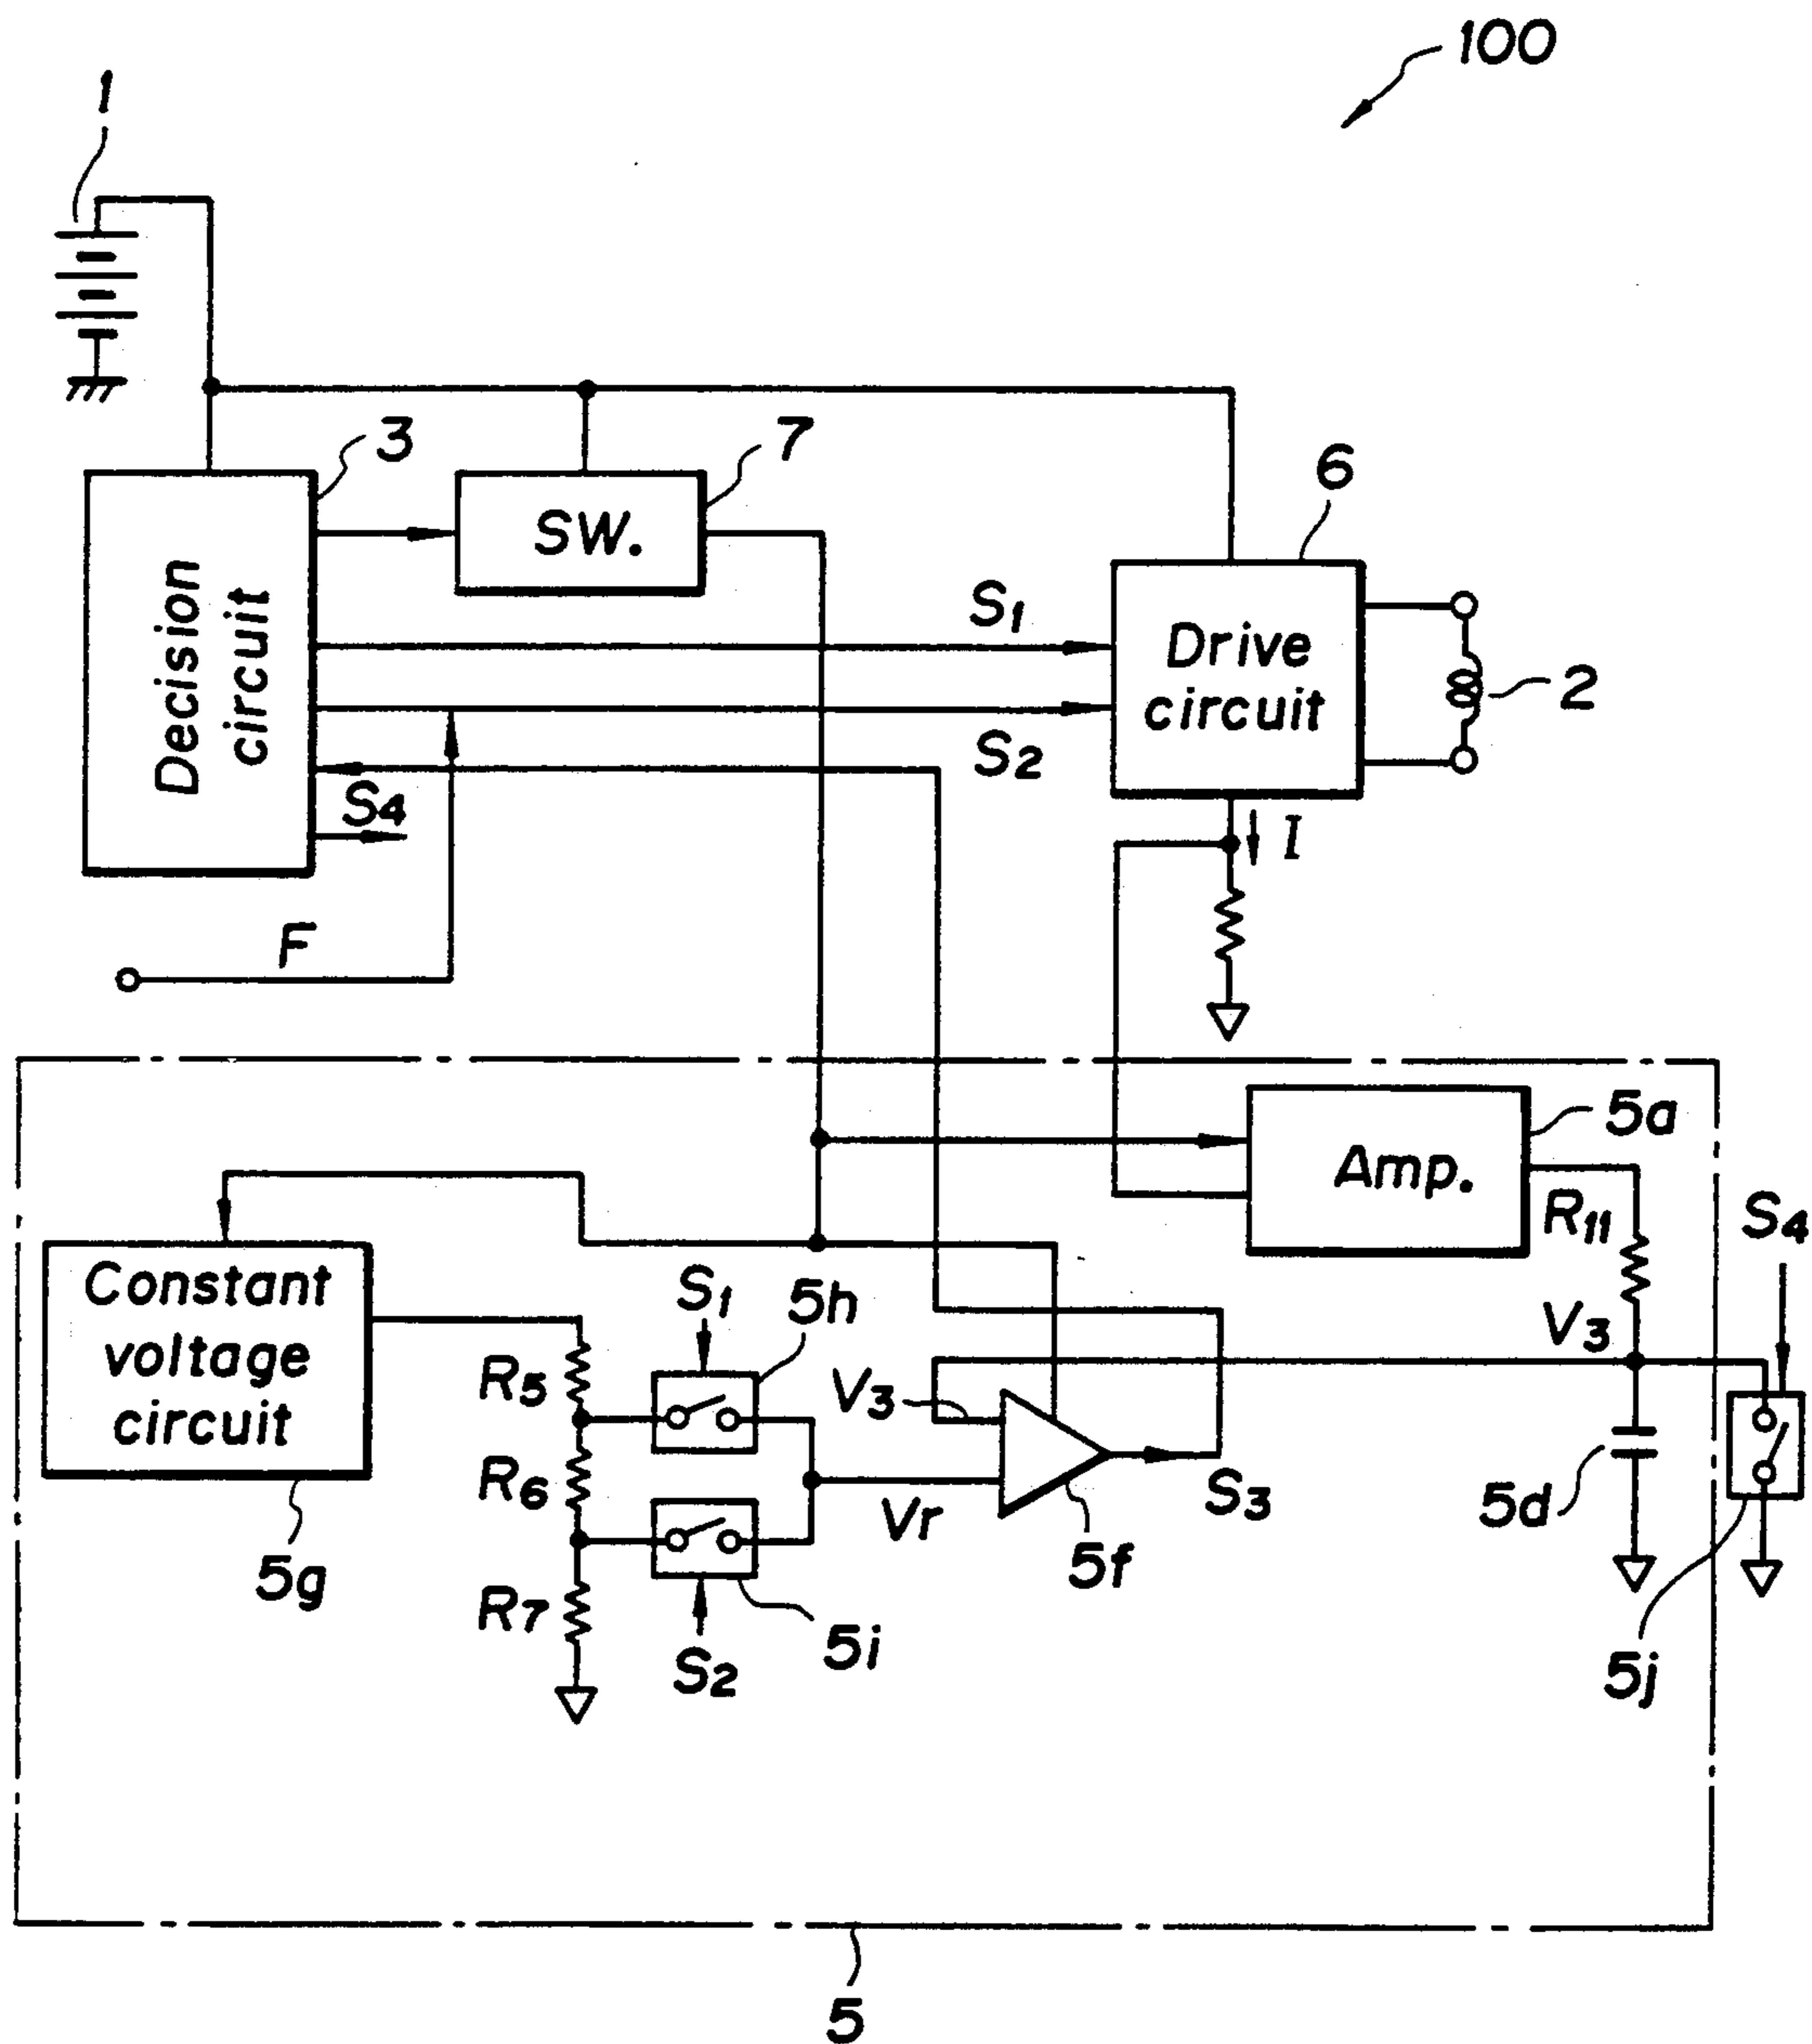 100
1
3
7
6
SW.
Decision
circuit
S1
Drive
circuit
2
S2
S4
I
F
5a
Amp.
R11
S4
Constant
voltage
circuit
S1
5h
V3
R5
V3
R6
Vr
S3
5d
5g
5f
R7
5i
S2
5j
5